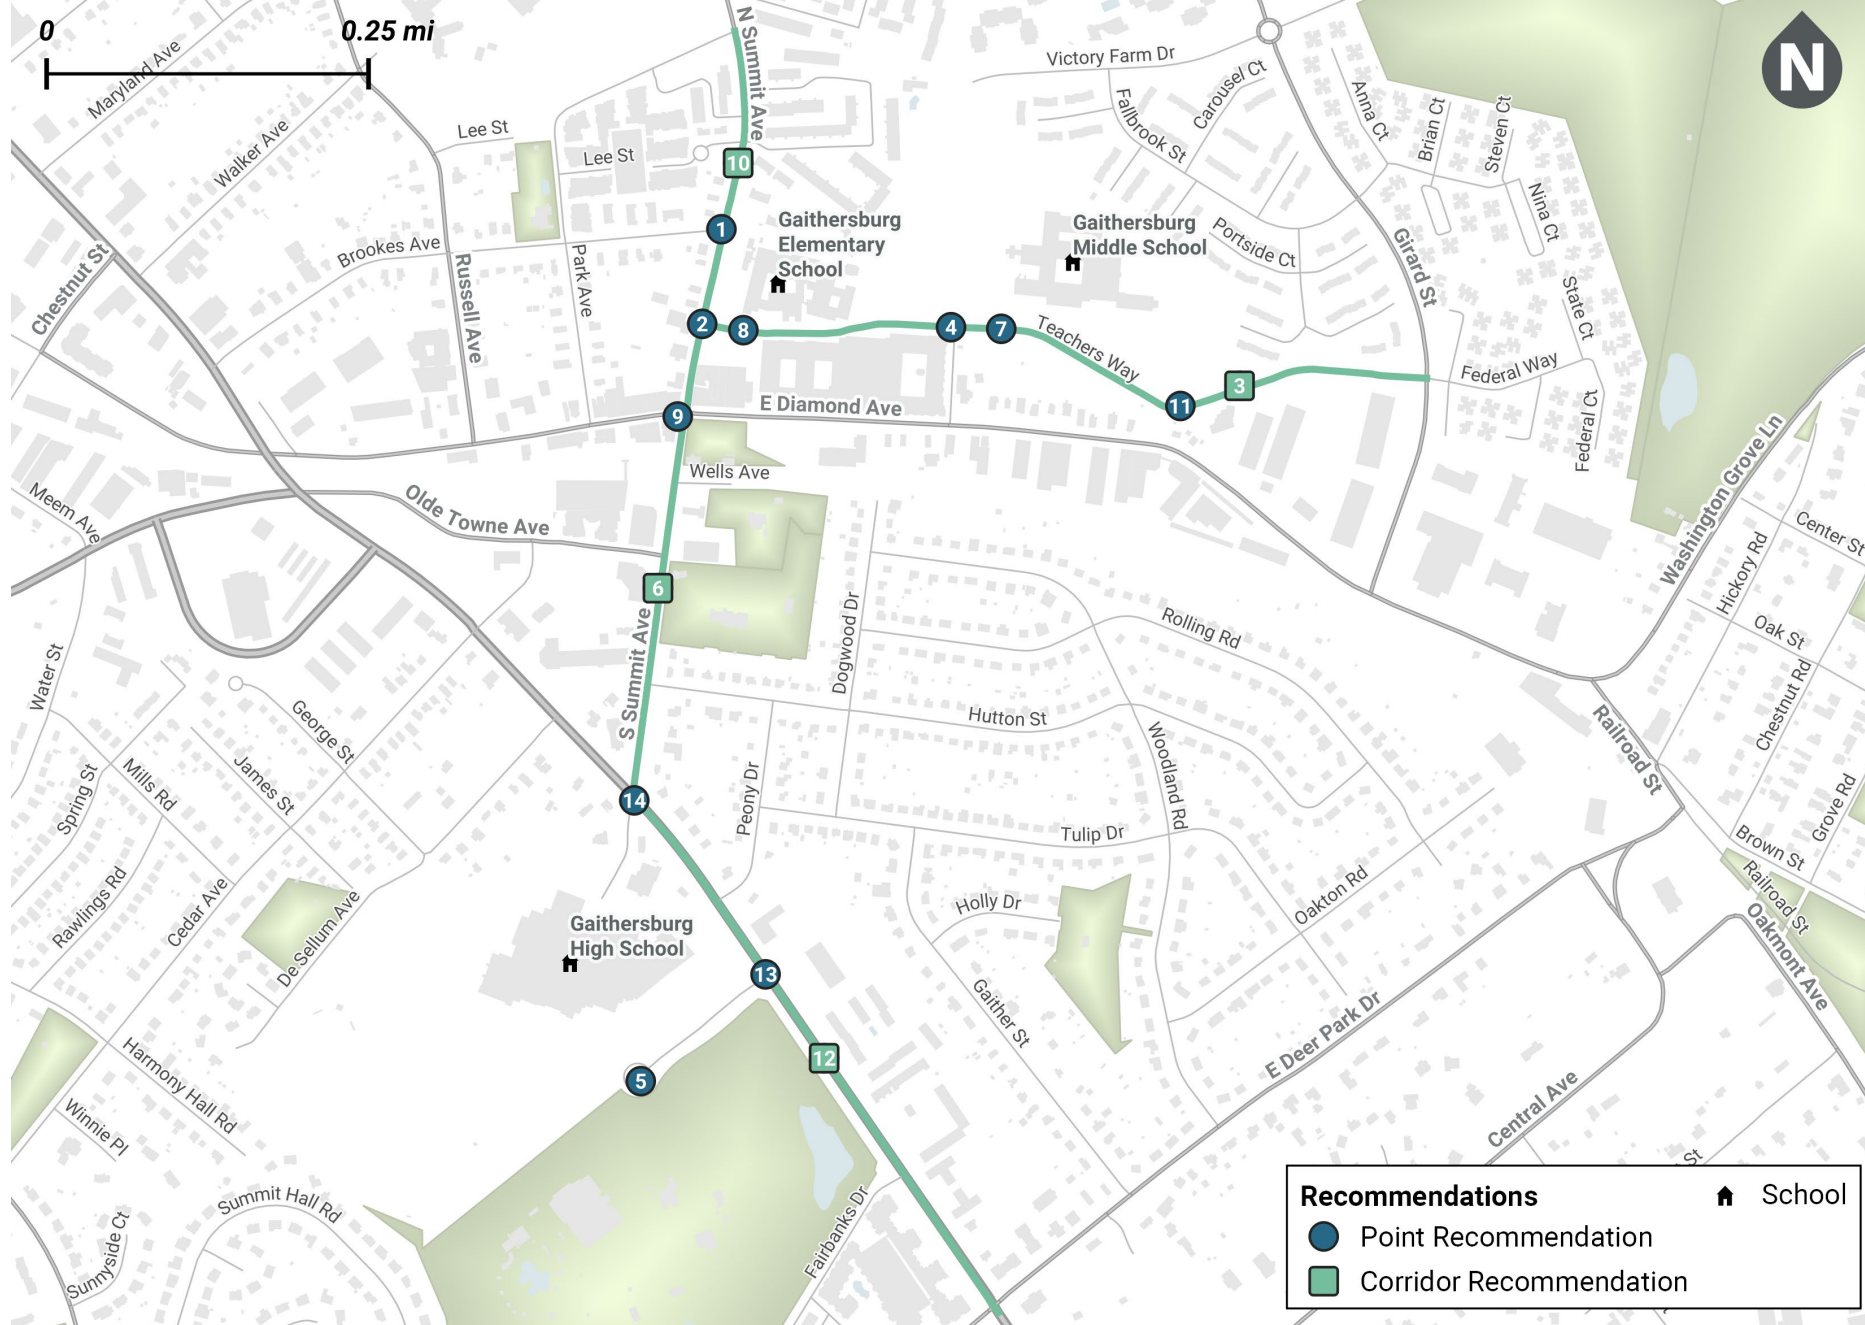 0
0.25 mi
N
Maryland Ave
Walker Ave
Lee St
Lee St
N Summit Ave
Victory Farm Dr
Carousel Ct
Fallbrook St
Anna Ct
Brian Ct
Steven Ct
Nina Ct
10
1
Gaithersburg
Elementary
School
Gaithersburg
Middle School
Portside Ct
Girard St
State Ct
Chestnut St
Brookes Ave
Russell Ave
Park Ave
2
8
4
7
Teachers Way
3
11
Federal Way
Federal Ct
9
E Diamond Ave
Wells Ave
Meem Ave
Olde Towne Ave
Washington Grove Ln
Center St
Hickory Rd
Oak St
6
S Summit Ave
Dogwood Dr
Rolling Rd
Water St
George St
Hutton St
Chestnut Rd
Railroad St
Spring St
Mills Rd
James St
Woodland Rd
14
Peony Dr
Tulip Dr
Grove Rd
Brown St
Railroad St
Rawlings Rd
Cedar Ave
De Sellum Ave
Gaithersburg
High School
Holly Dr
Oakton Rd
Oakmont Ave
13
Gaither St
E Deer Park Dr
12
5
Harmony Hall Rd
Winnie Pl
Central Ave
St
Summit Hall Rd
Sunnyside Ct
Fairbanks Dr
Recommendations
School
Point Recommendation
Corridor Recommendation